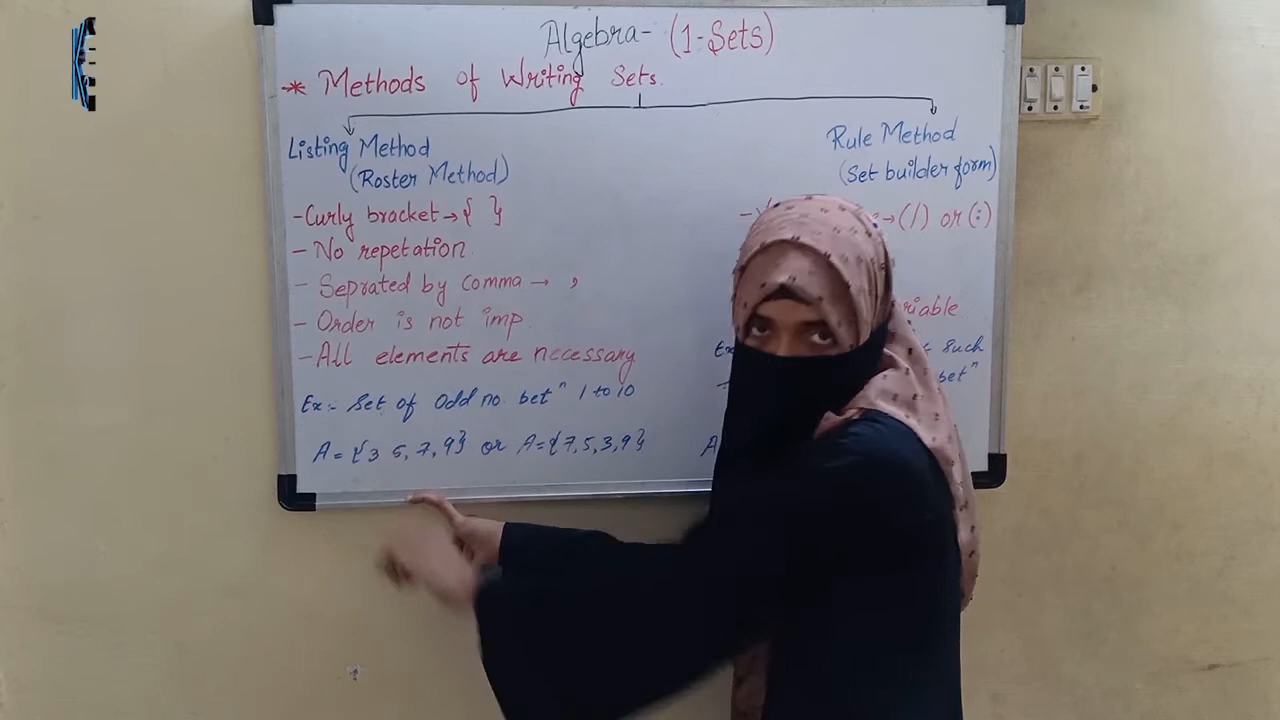 Algebra- (1-Sets)
* Methods of Writing Sets.
Listing Method
(Roster Method)
-Curly bracket→{ }
- No repetation.
- Seprated by comma → ,
- Order is not imp.
- All elements are necessary
Ex:- Set of Odd no. betⁿ 1 to 10
A = {3 5, 7, 9} or A = {7, 5, 3, 9}
Rule Method
(Set builder form)
→(/) or (:)
riable
Ex
Such
betⁿ
A